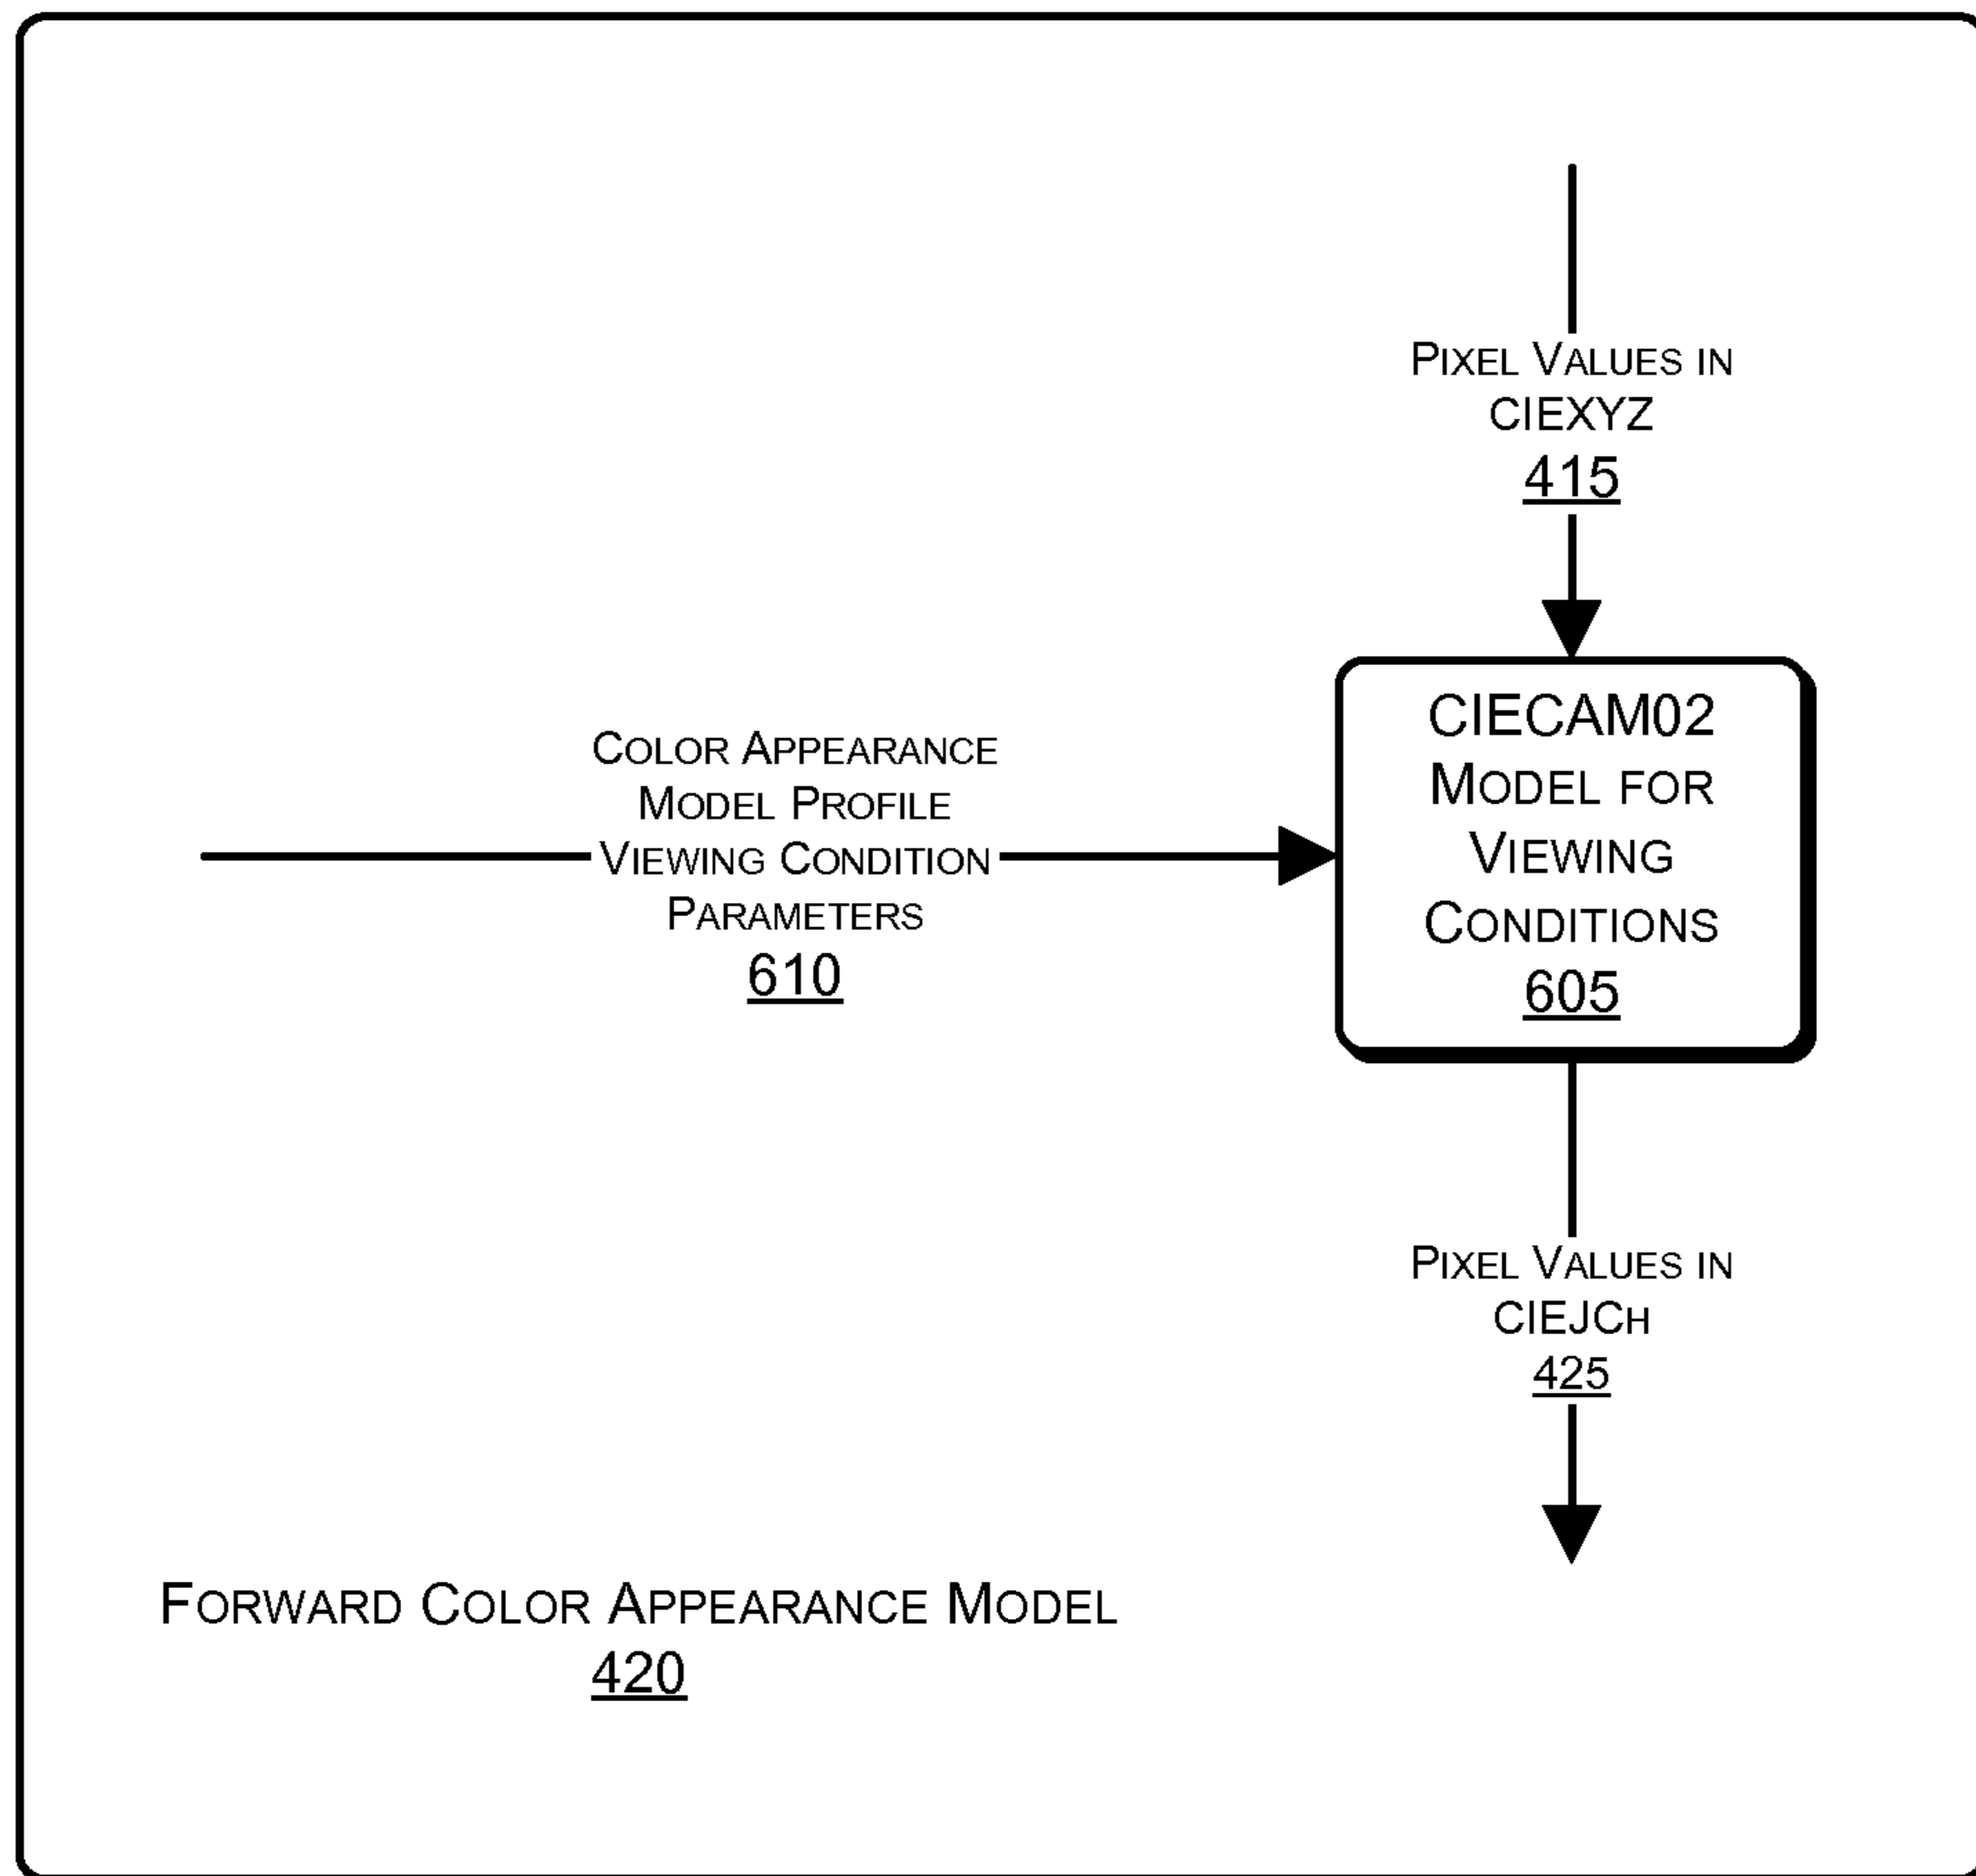 PIXEL VALUES IN
CIEXYZ
415
COLOR APPEARANCE
MODEL PROFILE
VIEWING CONDITION
PARAMETERS
610
CIECAM02
MODEL FOR
VIEWING
CONDITIONS
605
PIXEL VALUES IN
CIEJCH
425
FORWARD COLOR APPEARANCE MODEL
420